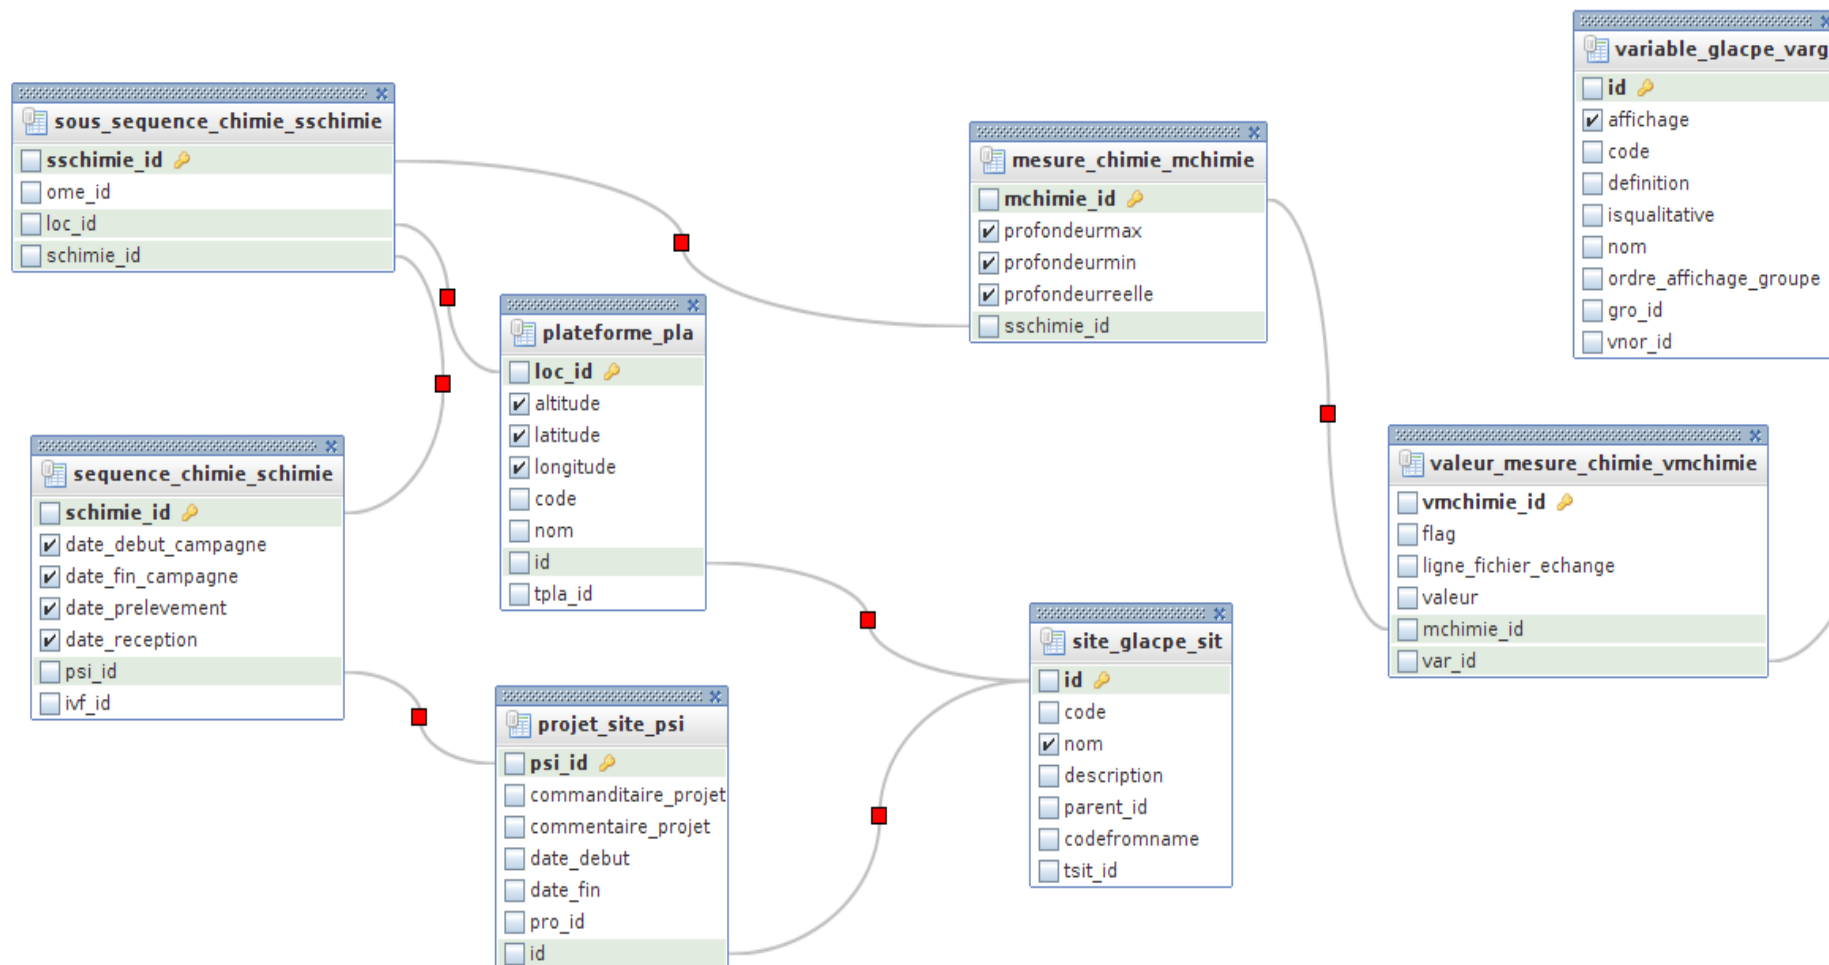 sous_sequence_chimie_sschimie
sschimie_id
ome_id
loc_id
schimie_id
sequence_chimie_schimie
schimie_id
date_debut_campagne
date_fin_campagne
date_prelevement
date_reception
psi_id
ivf_id
plateforme_pla
loc_id
altitude
latitude
longitude
code
nom
id
tpla_id
projet_site_psi
psi_id
commanditaire_projet
commentaire_projet
date_debut
date_fin
pro_id
id
mesure_chimie_mchimie
mchimie_id
profondeurmax
profondeurmin
profondeurreelle
sschimie_id
site_glacpe_sit
id
code
nom
description
parent_id
codefromname
tsit_id
variable_glacpe_varg
id
affichage
code
definition
isqualitative
nom
ordre_affichage_groupe
gro_id
vnor_id
valeur_mesure_chimie_vmchimie
vmchimie_id
flag
ligne_fichier_echange
valeur
mchimie_id
var_id